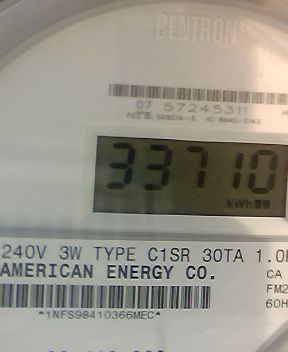 CENTRON®
07 57245311
33710
kWh
240V 3W TYPE C1SR 30TA 1.0
AMERICAN ENERGY CO.
CA
FM2
60H
*1NFS98410366MEC*